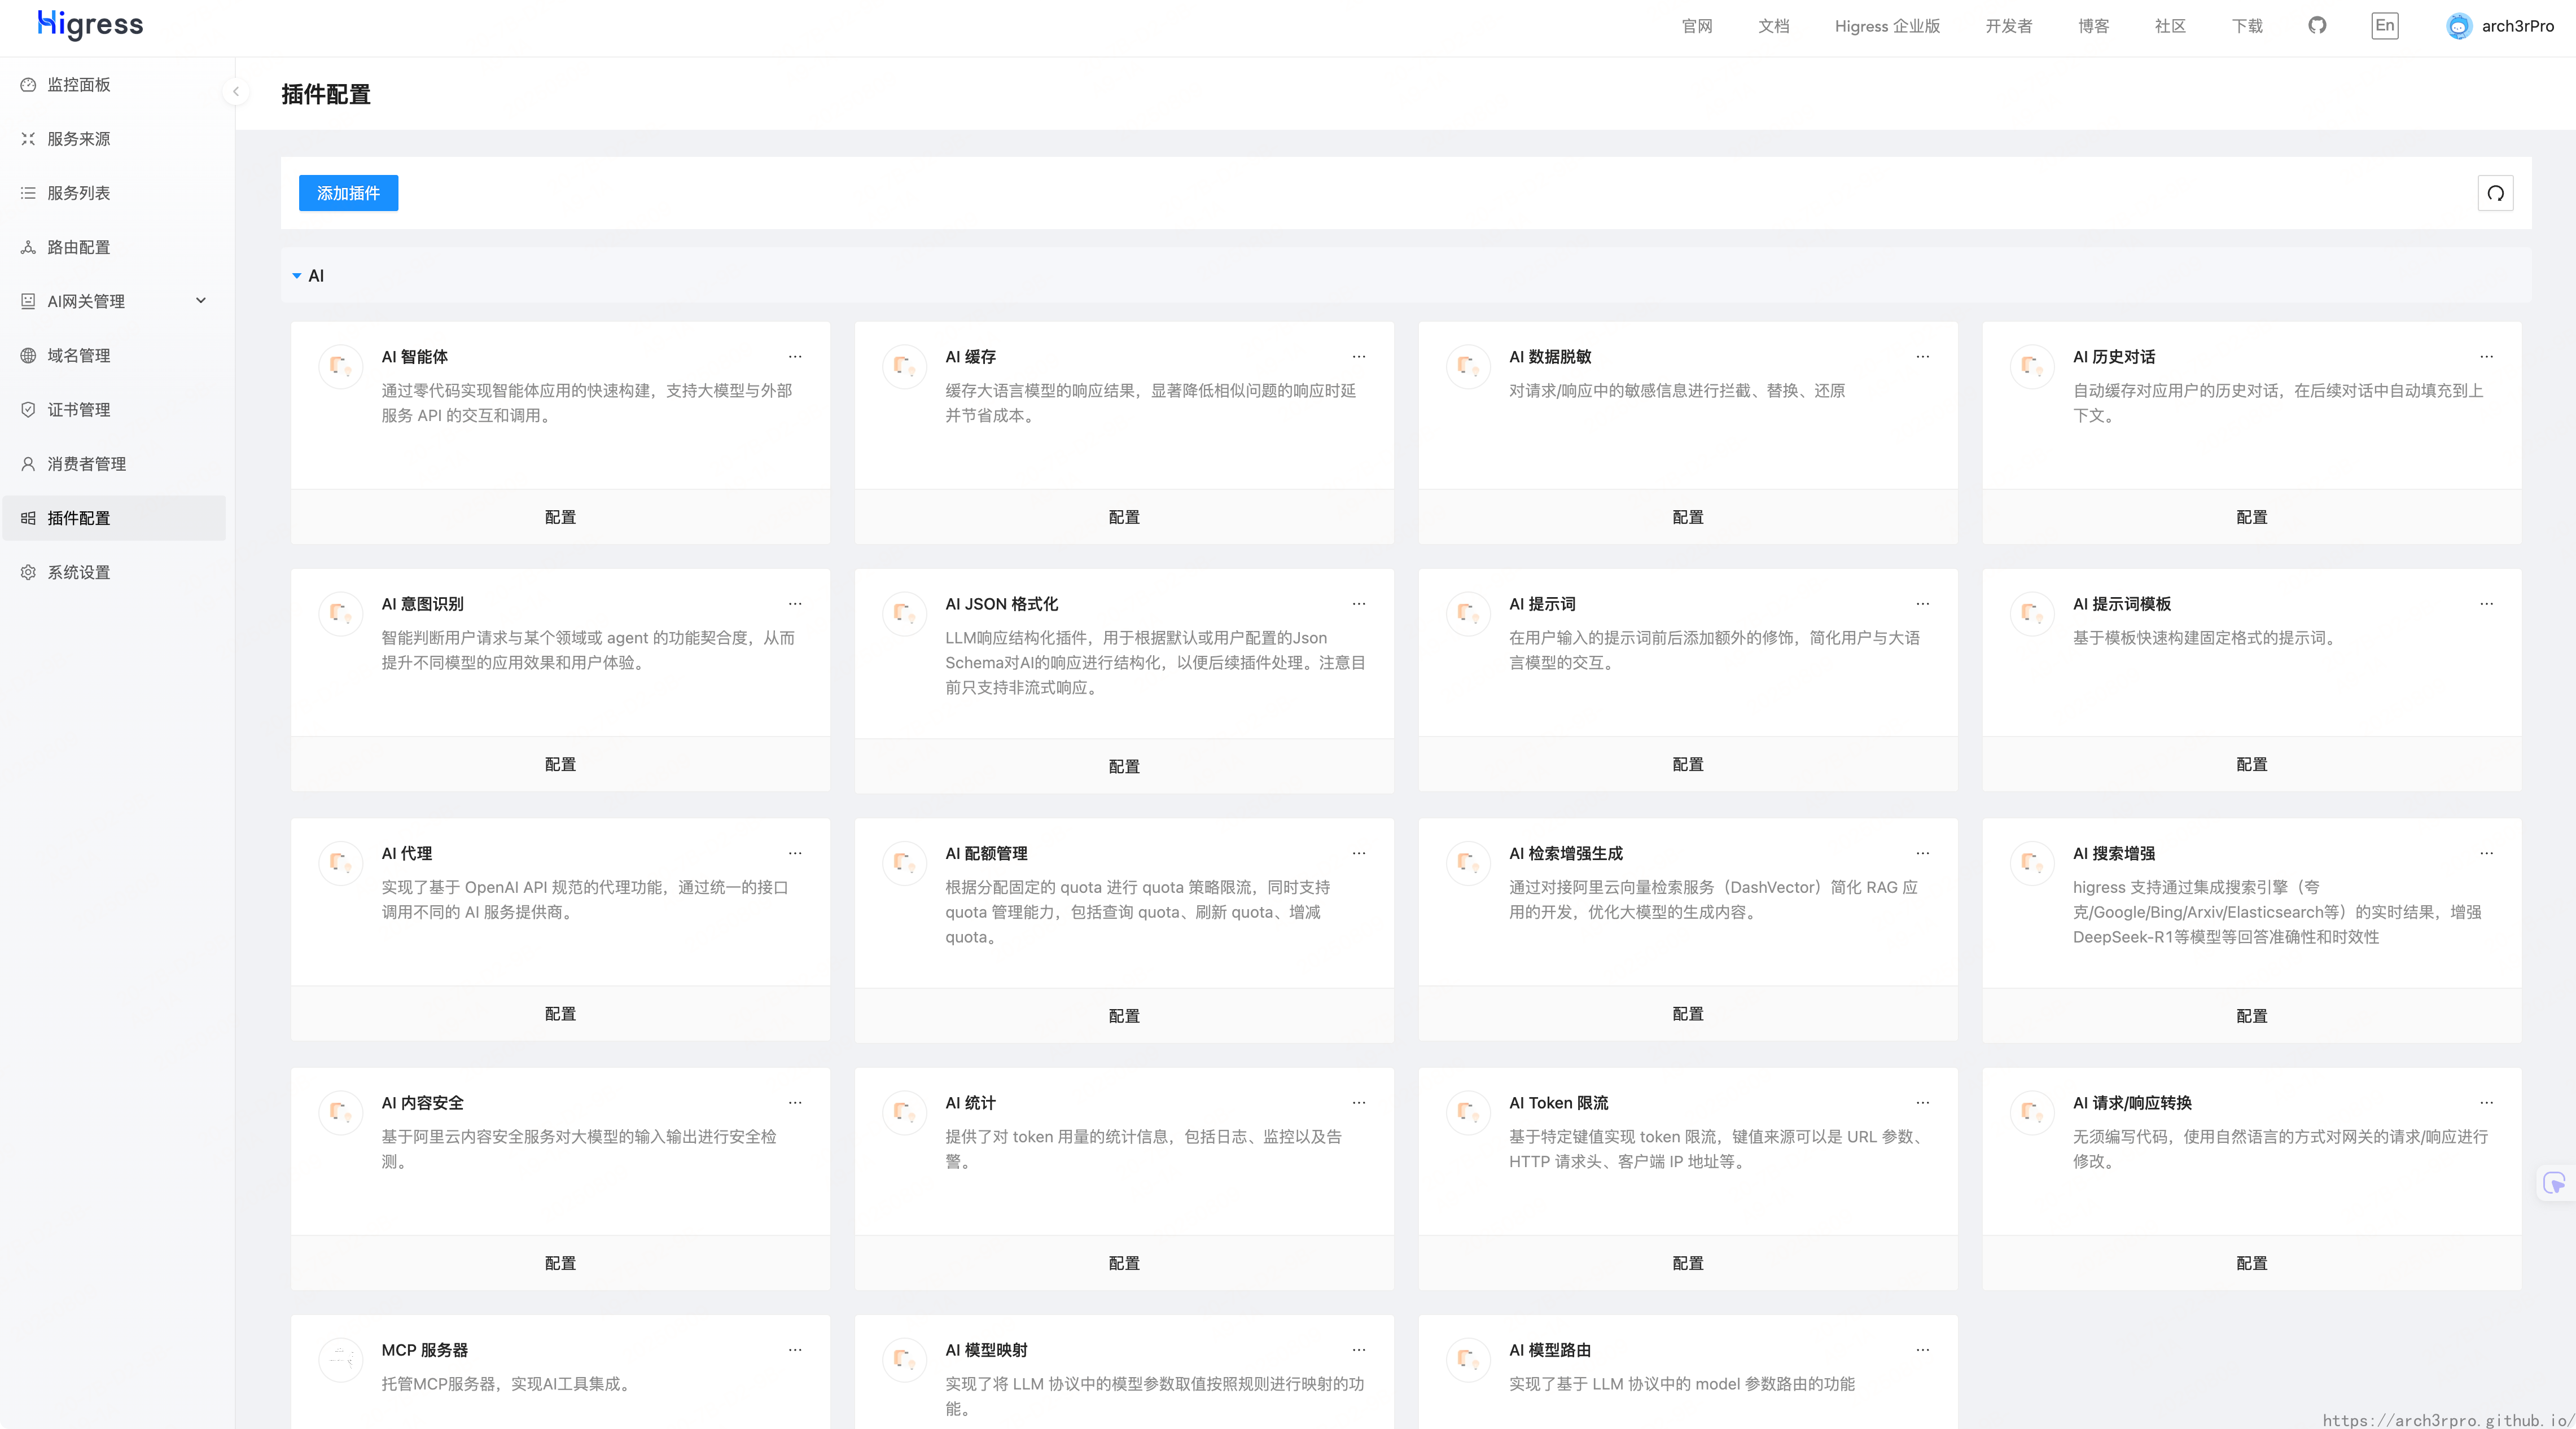 Higress
官网
文档
Higress 企业版
开发者
博客
社区
下载
En
arch3rPro
监控面板
服务来源
服务列表
路由配置
AI网关管理
域名管理
证书管理
消费者管理
插件配置
系统设置
插件配置
添加插件
AI
AI 智能体
通过零代码实现智能体应用的快速构建，支持大模型与外部
服务 API 的交互和调用。
配置
AI 缓存
缓存大语言模型的响应结果，显著降低相似问题的响应时延
并节省成本。
配置
AI 数据脱敏
对请求/响应中的敏感信息进行拦截、替换、还原
配置
AI 历史对话
自动缓存对应用户的历史对话，在后续对话中自动填充到上
下文。
配置
AI 意图识别
智能判断用户请求与某个领域或 agent 的功能契合度，从而
提升不同模型的应用效果和用户体验。
配置
AI JSON 格式化
LLM响应结构化插件，用于根据默认或用户配置的Json
Schema对AI的响应进行结构化，以便后续插件处理。注意目
前只支持非流式响应。
配置
AI 提示词
在用户输入的提示词前后添加额外的修饰，简化用户与大语
言模型的交互。
配置
AI 提示词模板
基于模板快速构建固定格式的提示词。
配置
AI 代理
实现了基于 OpenAI API 规范的代理功能，通过统一的接口
调用不同的 AI 服务提供商。
配置
AI 配额管理
根据分配固定的 quota 进行 quota 策略限流，同时支持
quota 管理能力，包括查询 quota、刷新 quota、增减
quota。
配置
AI 检索增强生成
通过对接阿里云向量检索服务（DashVector）简化 RAG 应
用的开发，优化大模型的生成内容。
配置
AI 搜索增强
higress 支持通过集成搜索引擎（夸
克/Google/Bing/Arxiv/Elasticsearch等）的实时结果，增强
DeepSeek-R1等模型等回答准确性和时效性
配置
AI 内容安全
基于阿里云内容安全服务对大模型的输入输出进行安全检
测。
配置
AI 统计
提供了对 token 用量的统计信息，包括日志、监控以及告
警。
配置
AI Token 限流
基于特定键值实现 token 限流，键值来源可以是 URL 参数、
HTTP 请求头、客户端 IP 地址等。
配置
AI 请求/响应转换
无须编写代码，使用自然语言的方式对网关的请求/响应进行
修改。
配置
MCP 服务器
托管MCP服务器，实现AI工具集成。
AI 模型映射
实现了将 LLM 协议中的模型参数取值按照规则进行映射的功
能。
AI 模型路由
实现了基于 LLM 协议中的 model 参数路由的功能
https://arch3rpro.github.io/